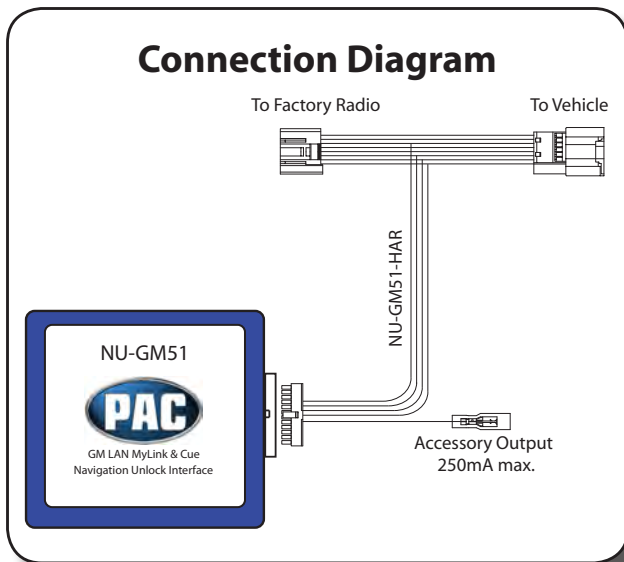 Connection Diagram
To Factory Radio
To Vehicle
NU-GM51-HAR
NU-GM51
PAC
GM LAN MyLink & Cue
Navigation Unlock Interface
Accessory Output
250mA max.